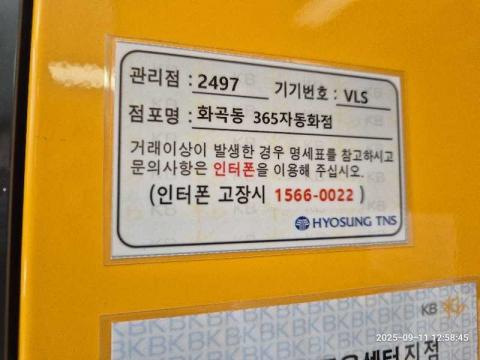 관리점 : 2497 기기번호 : VLS
점포명 : 화곡동 365자동화점
거래이상이 발생한 경우 명세표를 참고하시고
문의사항은 인터폰을 이용해 주십시오.
(인터폰 고장시 1566-0022 )
HYOSUNG TNS
KB
2025-09-11 12:58:45